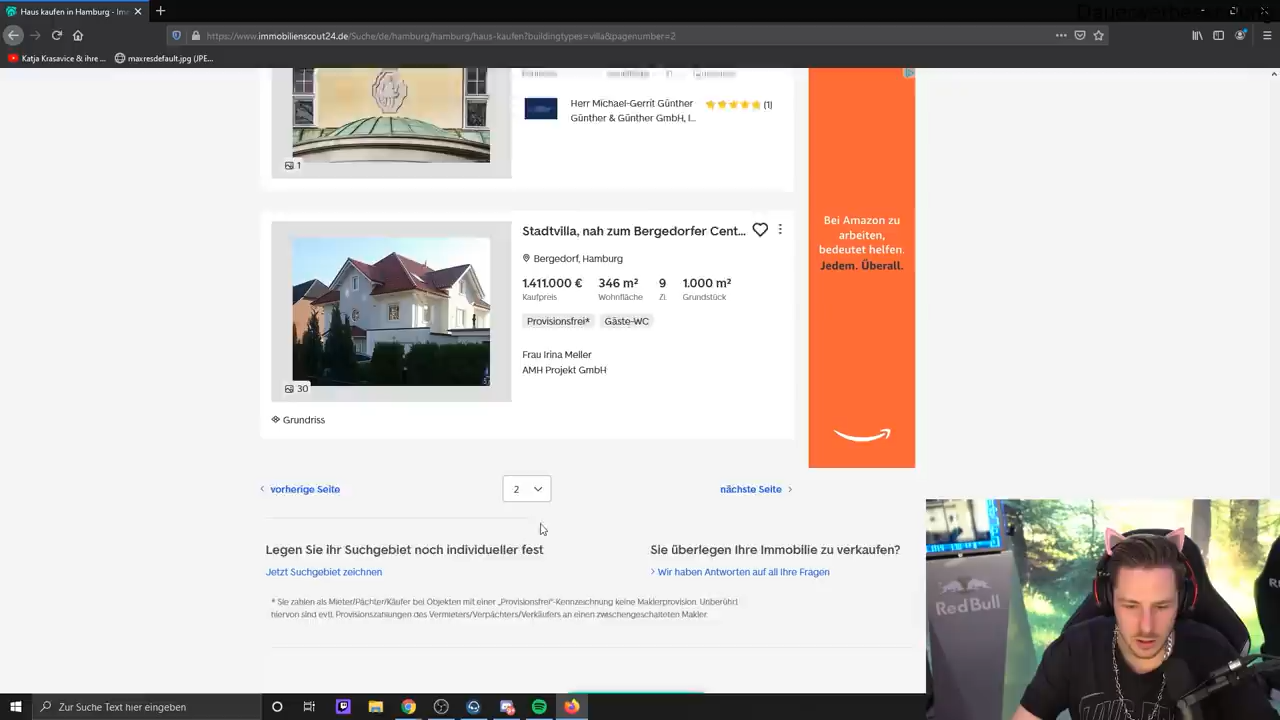 Haus kaufen in Hamburg - Imm
https://www.immobilienscout24.de/Suche/de/hamburg/hamburg/haus-kaufen?buildingtypes=villa&pagenumber=2
Katja Krasavice & ihre ...
maxresdefault.jpg (JPE...
Herr Michael-Gerrit Günther
(1)
Günther & Günther GmbH, I...
1
Stadtvilla, nah zum Bergedorfer Cent...
Bergedorf, Hamburg
1.411.000 €
346 m²
9
1.000 m²
Kaufpreis
Wohnfläche
Zi.
Grundstück
Provisionsfrei*
Gäste-WC
Frau Irina Meller
AMH Projekt GmbH
30
Grundriss
Bei Amazon zu
arbeiten,
bedeutet helfen.
Jedem. Überall.
vorherige Seite
2
nächste Seite
Legen Sie ihr Suchgebiet noch individueller fest
Jetzt Suchgebiet zeichnen
Sie überlegen Ihre Immobilie zu verkaufen?
Wir haben Antworten auf all Ihre Fragen
* Sie zahlen als Mieter/Pächter/Käufer bei Objekten mit einer „Provisionsfrei"-Kennzeichnung keine Maklerprovision. Unberührt
hiervon sind evtl. Provisionszahlungen des Vermieters/Verpächters/Verkäufers an einen zwischengeschalteten Makler.
RedBull
Zur Suche Text hier eingeben